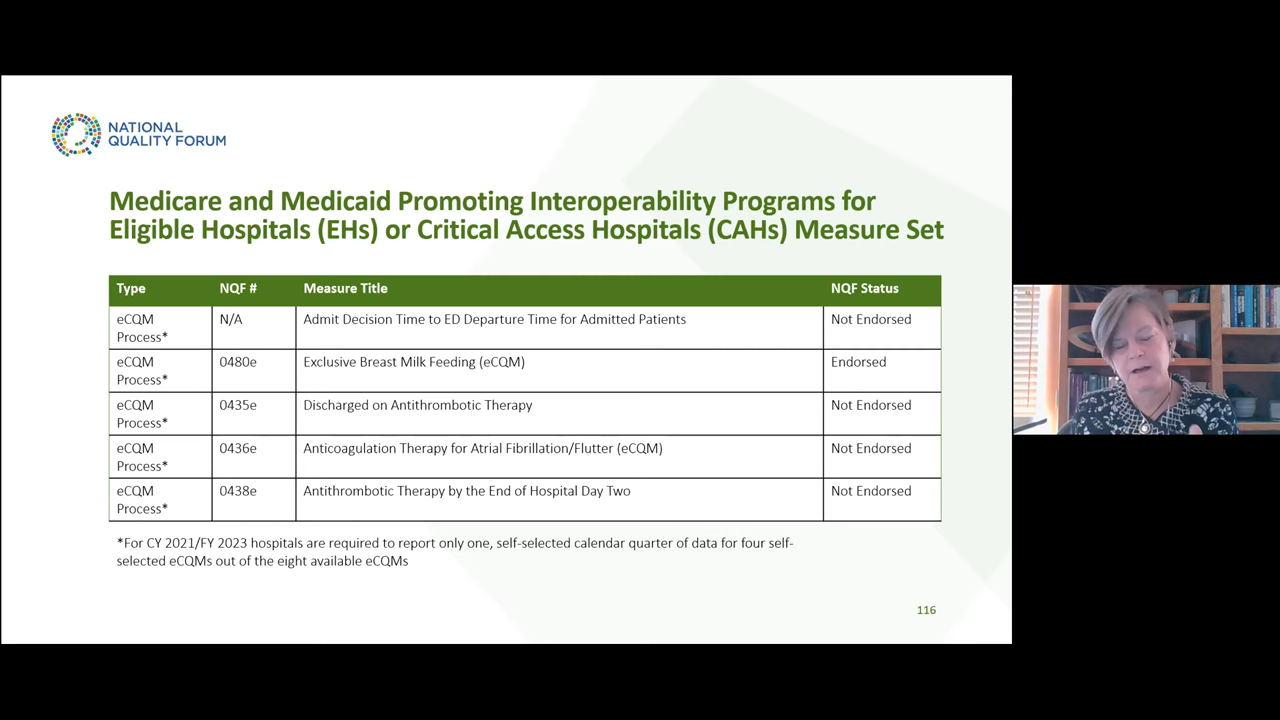 NATIONAL
QUALITY FORUM
Medicare and Medicaid Promoting Interoperability Programs for
Eligible Hospitals (EHs) or Critical Access Hospitals (CAHs) Measure Set
Type NQF # Measure Title NQF Status
eCQM Process* N/A Admit Decision Time to ED Departure Time for Admitted Patients Not Endorsed
eCQM Process* 0480e Exclusive Breast Milk Feeding (eCQM) Endorsed
eCQM Process* 0435e Discharged on Antithrombotic Therapy Not Endorsed
eCQM Process* 0436e Anticoagulation Therapy for Atrial Fibrillation/Flutter (eCQM) Not Endorsed
eCQM Process* 0438e Antithrombotic Therapy by the End of Hospital Day Two Not Endorsed
*For CY 2021/FY 2023 hospitals are required to report only one, self-selected calendar quarter of data for four self-
selected eCQMs out of the eight available eCQMs
116